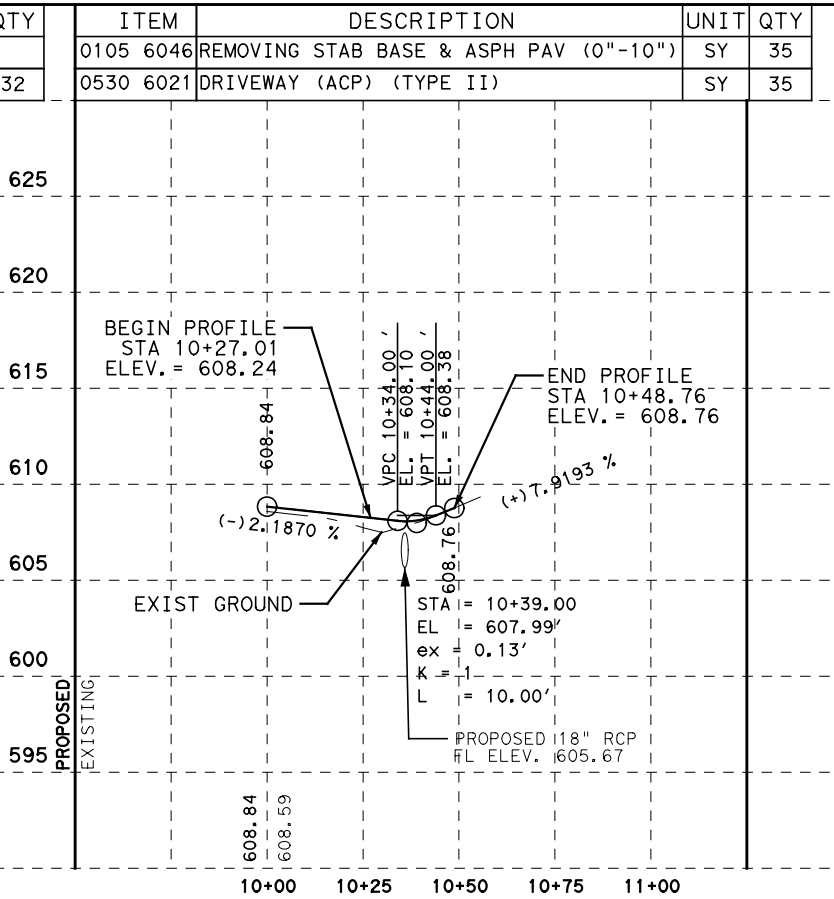 QTY
32
ITEM DESCRIPTION UNIT QTY
0105 6046 REMOVING STAB BASE & ASPH PAV (0"-10") SY 35
0530 6021 DRIVEWAY (ACP) (TYPE II) SY 35
625
620
615
610
605
600
595
BEGIN PROFILE
STA 10+27.01
ELEV.= 608.24
608.84
VPC 10+34.00 '
EL. = 608.10
VPT 10+44.00 '
EL. = 608.38
END PROFILE
STA 10+48.76
ELEV.= 608.76
(-)2.1870 %
(+)7.9193 %
608.76
EXIST GROUND
STA = 10+39.00
EL = 607.99'
ex = 0.13'
K = 1
L = 10.00'
PROPOSED 18" RCP
FL ELEV. 605.67
PROPOSED
EXISTING
608.84
608.59
10+00 10+25 10+50 10+75 11+00